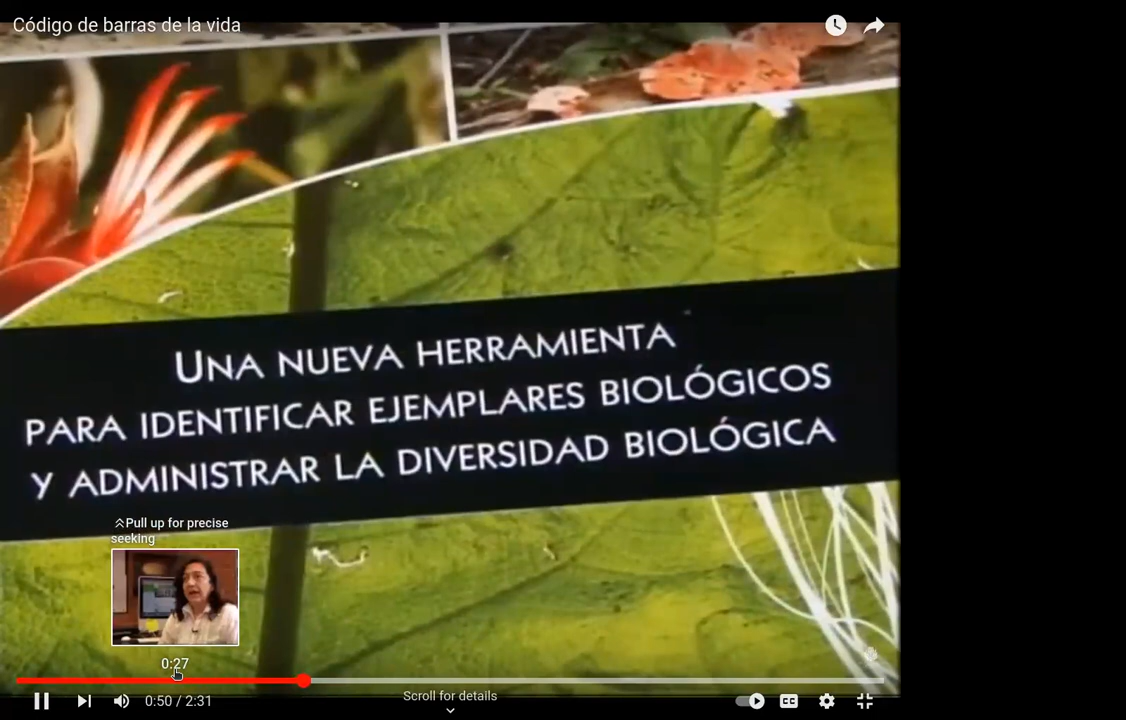 Código de barras de la vida
UNA NUEVA HERRAMIENTA
PARA IDENTIFICAR EJEMPLARES BIOLÓGICOS
Y ADMINISTRAR LA DIVERSIDAD BIOLÓGICA
Pull up for precise
seeking
0:27
0:50 / 2:31
Scroll for details
CC